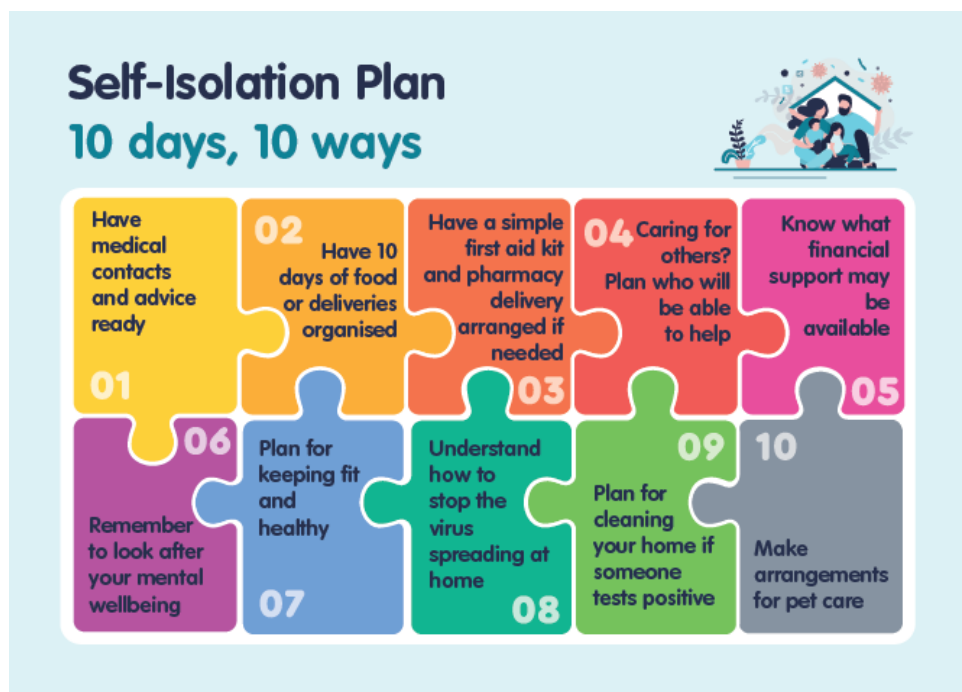 Self-Isolation Plan
10 days, 10 ways
Have
medical
contacts
and advice
ready
01
02
Have 10
days of food
or deliveries
organised
Have a simple
first aid kit
and pharmacy
delivery
arranged if
needed
03
04
Caring for
others?
Plan who will
be able
to help
Know what
financial
support may
be
available
05
06
Remember
to look after
your mental
wellbeing
Plan for
keeping fit
and
healthy
07
Understand
how to
stop the
virus
spreading at
home
08
09
Plan for
cleaning
your home if
someone
tests positive
10
Make
arrangements
for pet care